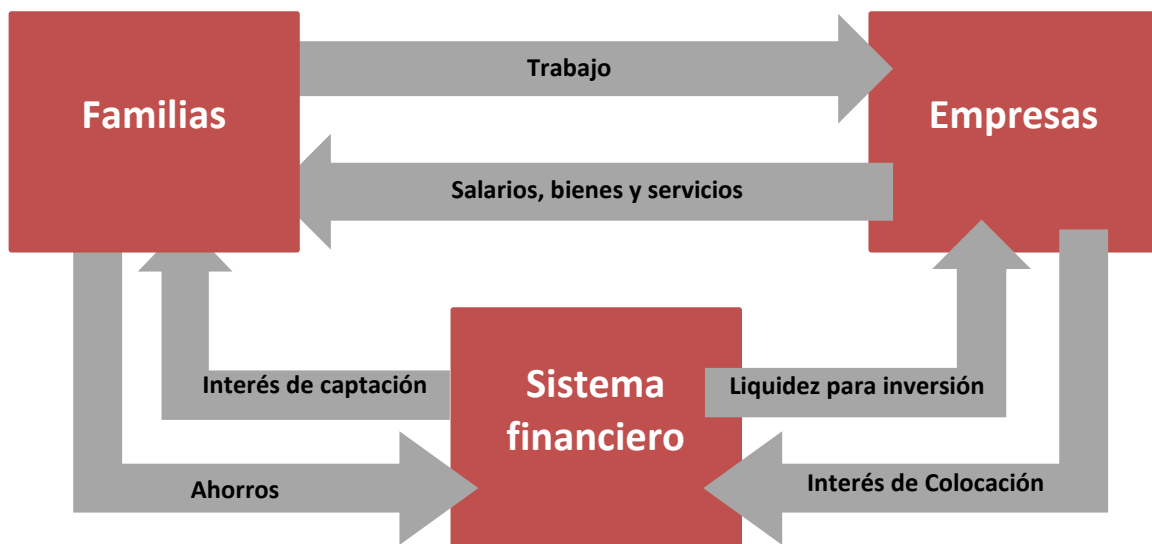 Trabajo
Familias
Empresas
Salarios, bienes y servicios
Interés de captación
Sistema
financiero
Liquidez para inversión
Ahorros
Interés de Colocación